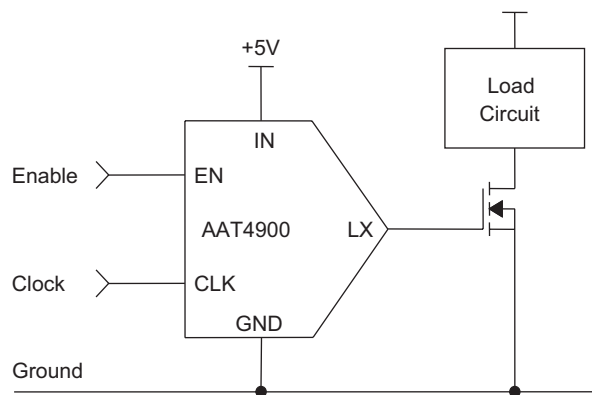 +5V
Load
Circuit
IN
Enable
EN
AAT4900
LX
Clock
CLK
GND
Ground